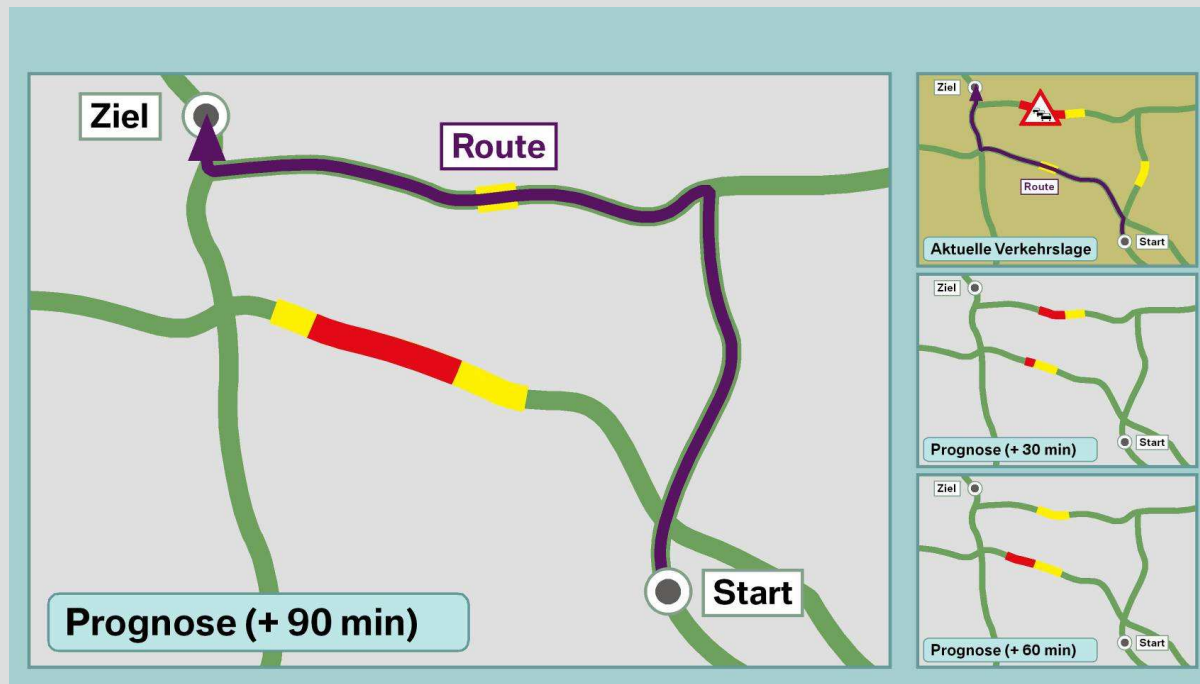 Ziel
Route
Start
Prognose (+ 90 min)
Ziel
Route
Start
Aktuelle Verkehrslage
Ziel
Start
Prognose (+ 30 min)
Ziel
Start
Prognose (+ 60 min)